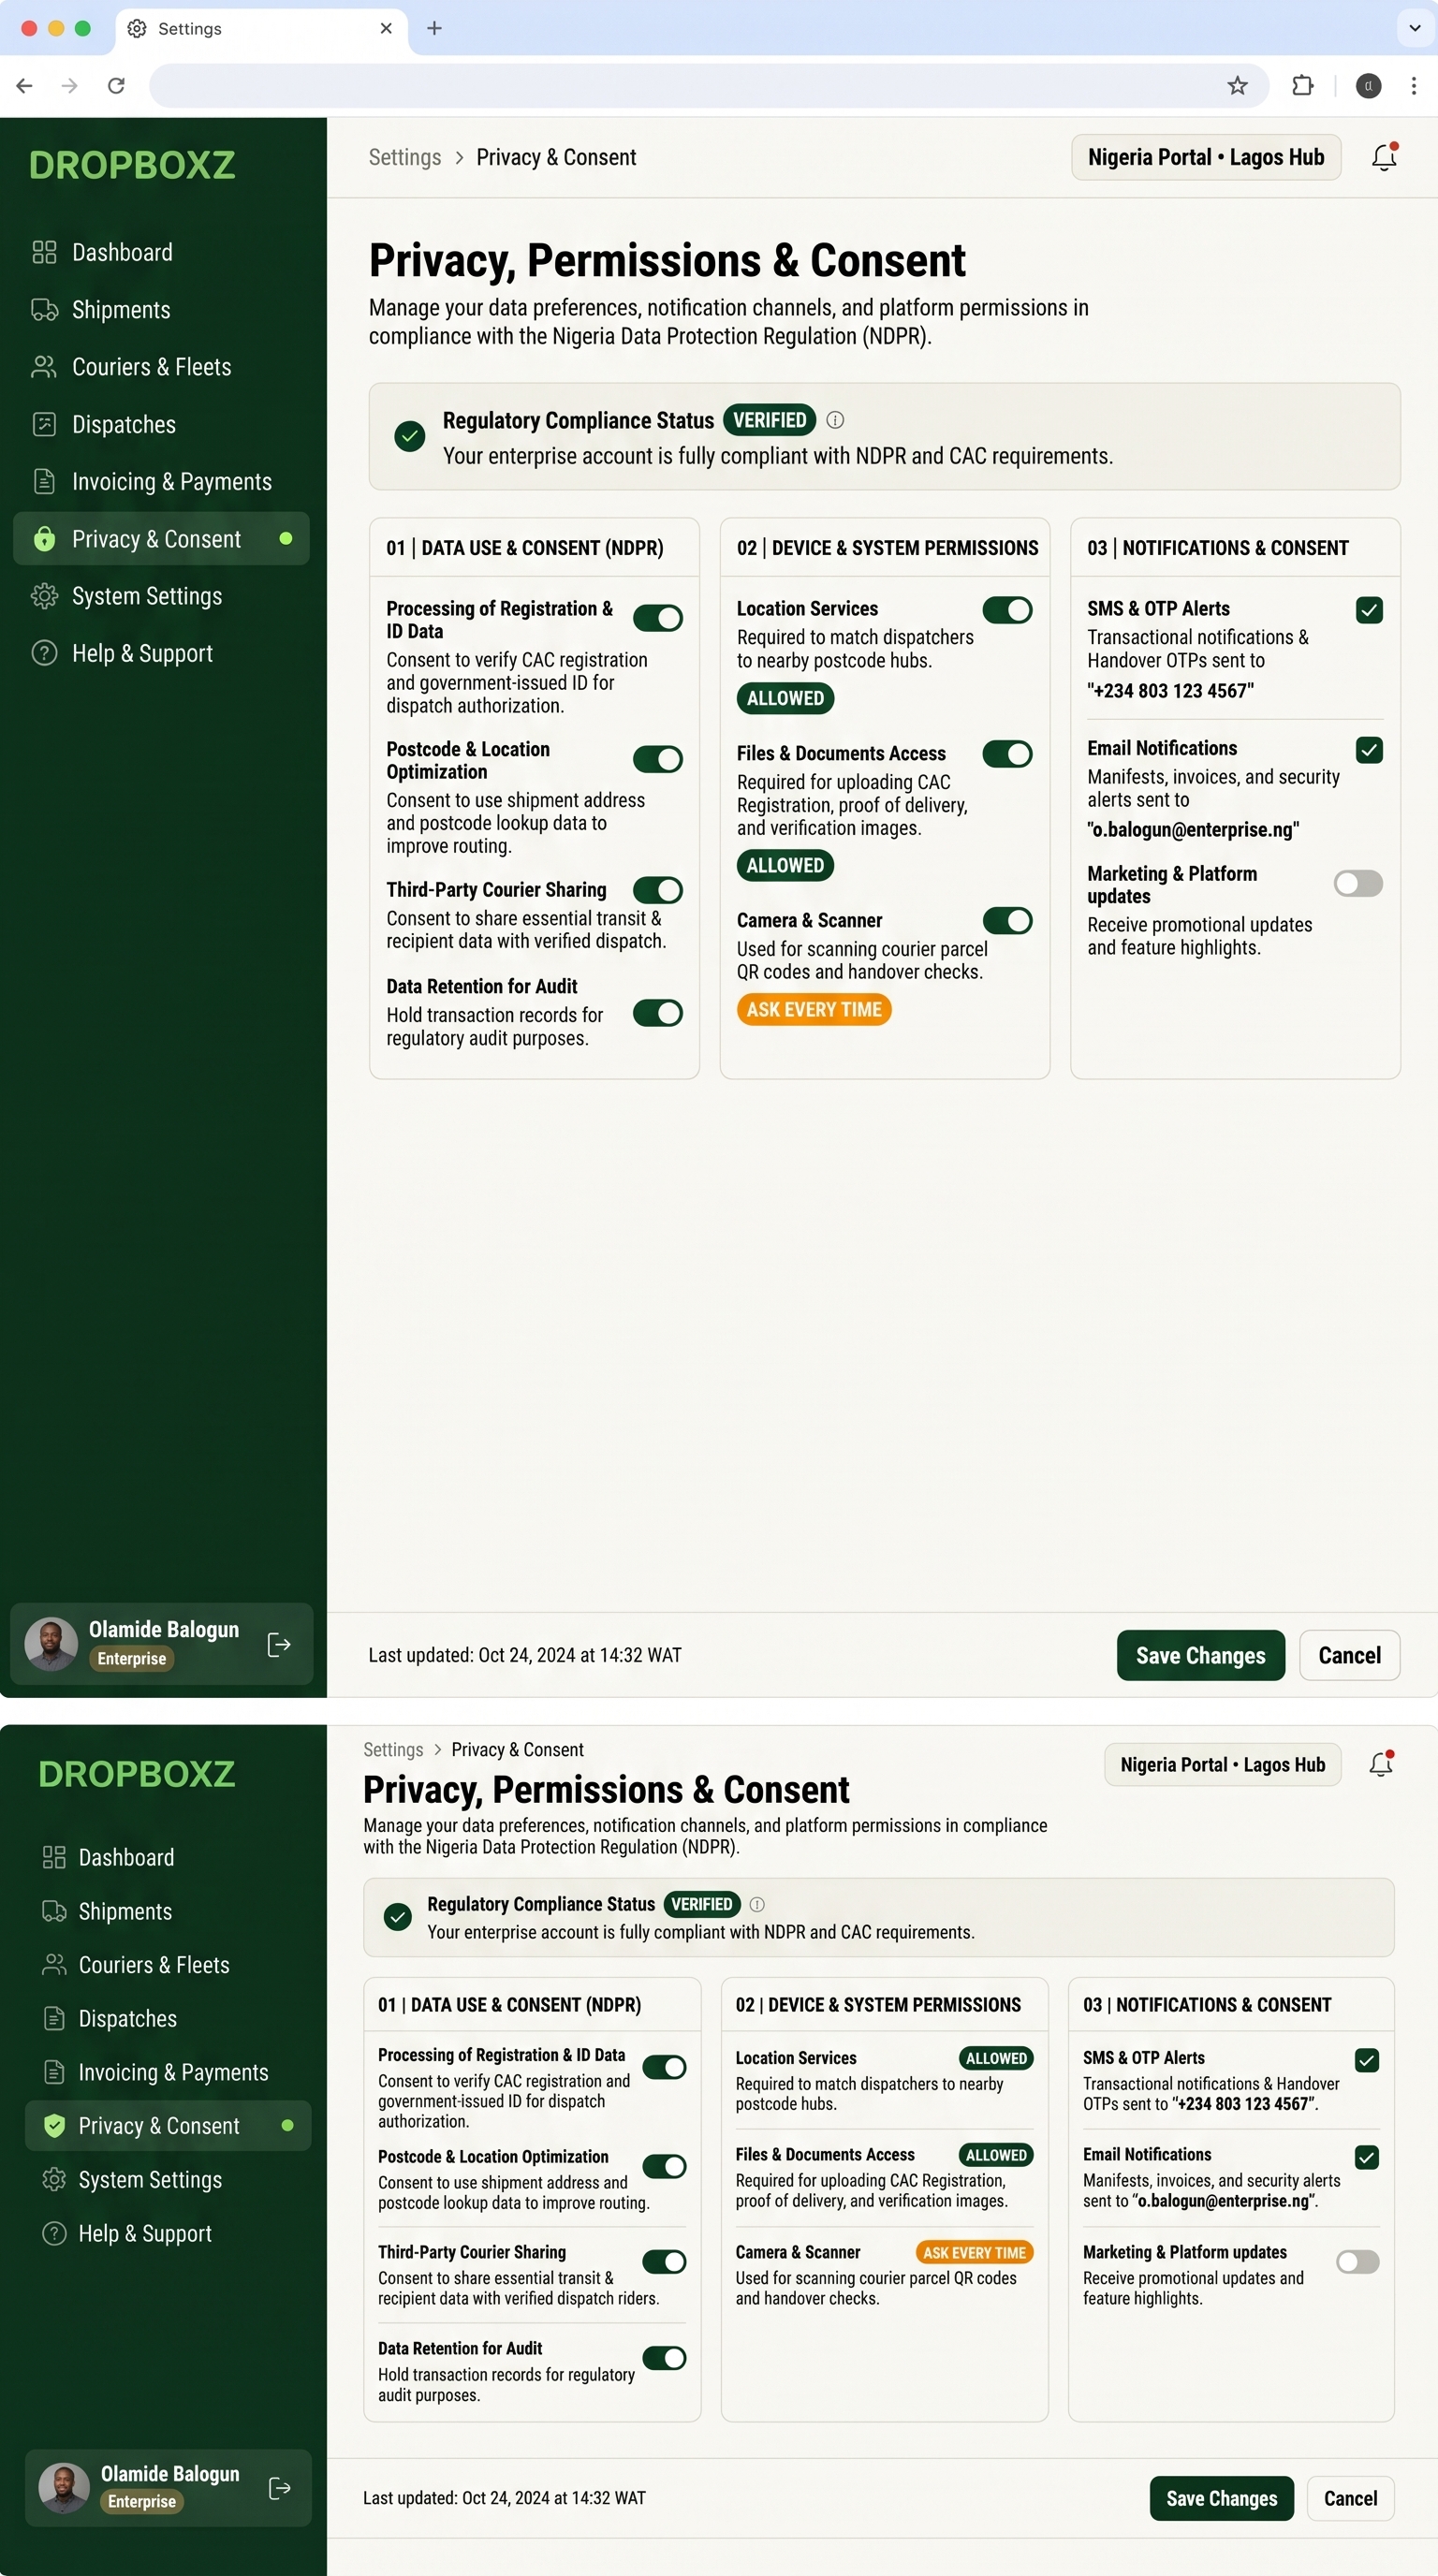 Settings
DROPBOXZ
Dashboard
Shipments
Couriers & Fleets
Dispatches
Invoicing & Payments
Privacy & Consent
System Settings
Help & Support
Olamide Balogun
Enterprise
Settings > Privacy & Consent
Nigeria Portal • Lagos Hub
Privacy, Permissions & Consent
Manage your data preferences, notification channels, and platform permissions in
compliance with the Nigeria Data Protection Regulation (NDPR).
Regulatory Compliance Status VERIFIED
Your enterprise account is fully compliant with NDPR and CAC requirements.
01 | DATA USE & CONSENT (NDPR)
Processing of Registration &
ID Data
Consent to verify CAC registration
and government-issued ID for
dispatch authorization.
Postcode & Location
Optimization
Consent to use shipment address
and postcode lookup data to
improve routing.
Third-Party Courier Sharing
Consent to share essential transit &
recipient data with verified dispatch.
Data Retention for Audit
Hold transaction records for
regulatory audit purposes.
02 | DEVICE & SYSTEM PERMISSIONS
Location Services
Required to match dispatchers
to nearby postcode hubs.
ALLOWED
Files & Documents Access
Required for uploading CAC
Registration, proof of delivery,
and verification images.
ALLOWED
Camera & Scanner
Used for scanning courier parcel
QR codes and handover checks.
ASK EVERY TIME
03 | NOTIFICATIONS & CONSENT
SMS & OTP Alerts
Transactional notifications &
Handover OTPs sent to
"+234 803 123 4567"
Email Notifications
Manifests, invoices, and security
alerts sent to
"o.balogun@enterprise.ng"
Marketing & Platform
updates
Receive promotional updates
and feature highlights.
Last updated: Oct 24, 2024 at 14:32 WAT
Save Changes
Cancel
DROPBOXZ
Dashboard
Shipments
Couriers & Fleets
Dispatches
Invoicing & Payments
Privacy & Consent
System Settings
Help & Support
Olamide Balogun
Enterprise
Settings > Privacy & Consent
Nigeria Portal • Lagos Hub
Privacy, Permissions & Consent
Manage your data preferences, notification channels, and platform permissions in compliance
with the Nigeria Data Protection Regulation (NDPR).
Regulatory Compliance Status VERIFIED
Your enterprise account is fully compliant with NDPR and CAC requirements.
01 | DATA USE & CONSENT (NDPR)
Processing of Registration & ID Data
Consent to verify CAC registration and
government-issued ID for dispatch
authorization.
Postcode & Location Optimization
Consent to use shipment address and
postcode lookup data to improve routing.
Third-Party Courier Sharing
Consent to share essential transit &
recipient data with verified dispatch riders.
Data Retention for Audit
Hold transaction records for regulatory
audit purposes.
02 | DEVICE & SYSTEM PERMISSIONS
Location Services ALLOWED
Required to match dispatchers to nearby
postcode hubs.
Files & Documents Access ALLOWED
Required for uploading CAC Registration,
proof of delivery, and verification images.
Camera & Scanner ASK EVERY TIME
Used for scanning courier parcel QR codes
and handover checks.
03 | NOTIFICATIONS & CONSENT
SMS & OTP Alerts
Transactional notifications & Handover
OTPs sent to "+234 803 123 4567".
Email Notifications
Manifests, invoices, and security alerts
sent to "o.balogun@enterprise.ng".
Marketing & Platform updates
Receive promotional updates and
feature highlights.
Last updated: Oct 24, 2024 at 14:32 WAT
Save Changes
Cancel